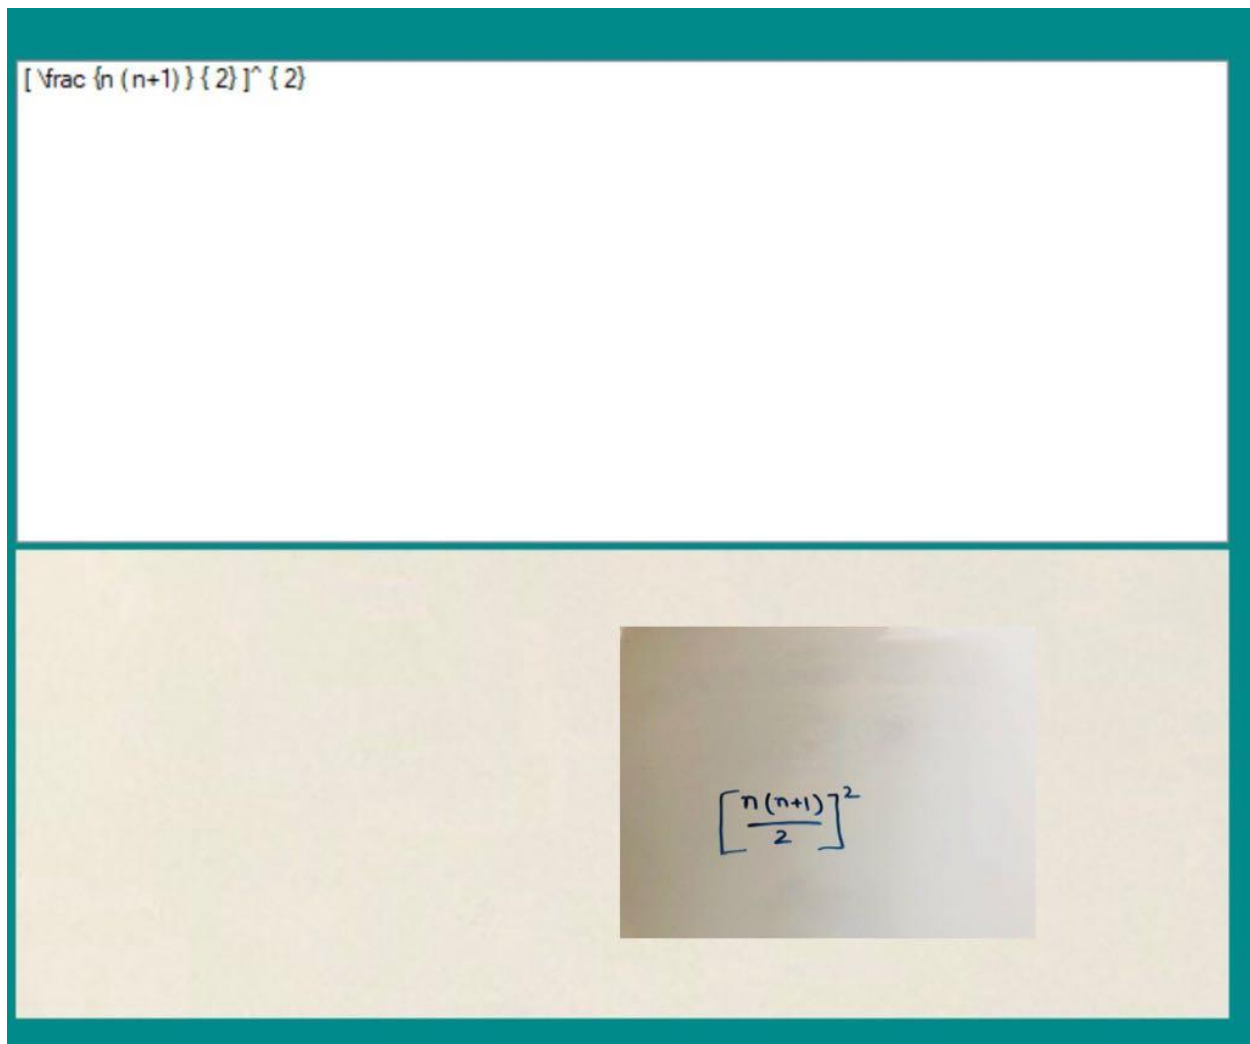 [ \frac {n ( n+1) } { 2} ]^ { 2}
[n(n+1)/2]²